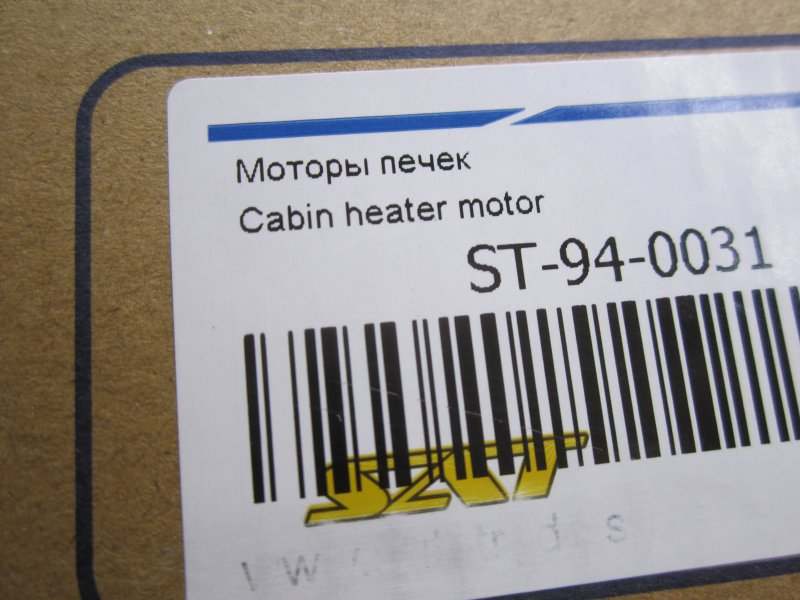 Моторы печек
Cabin heater motor
ST-94-0031